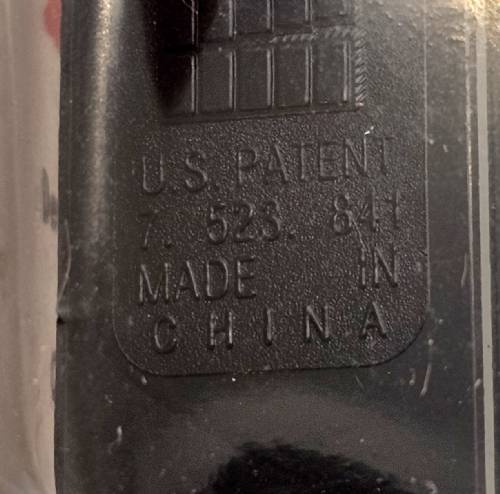 U.S. PATENT
7. 523. 841
MADE IN
CHINA